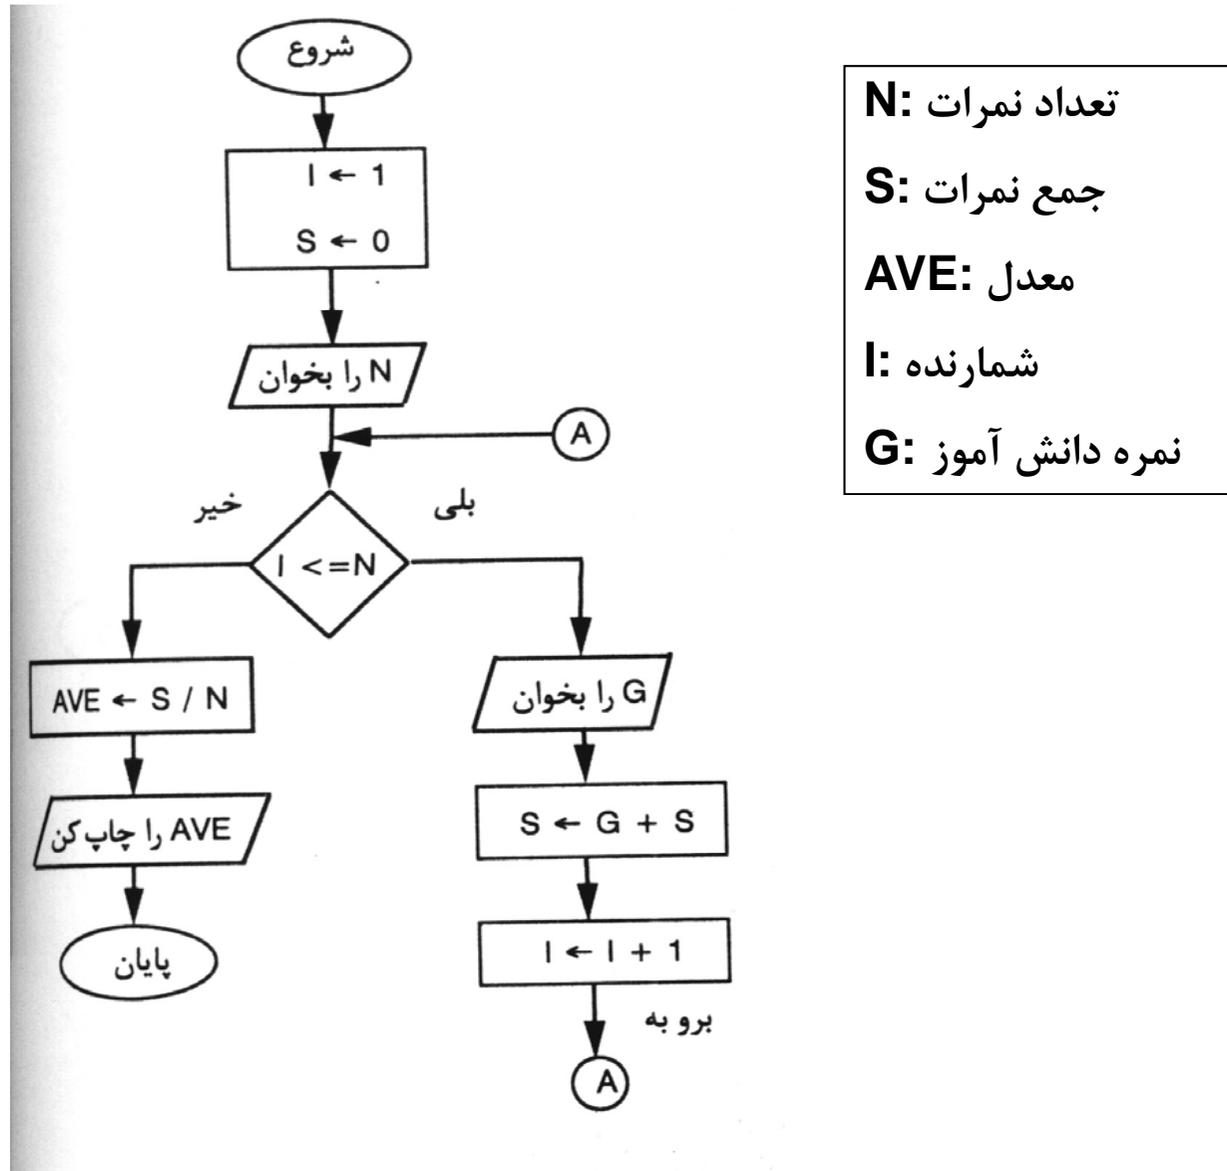 شروع
I ← 1
S ← 0
N را بخوان
A
خیر
بلی
I <=N
AVE ← S / N
AVE را چاپ کن
پایان
G را بخوان
S ← G + S
I ← I + 1
برو به
A
N: تعداد نمرات
S: جمع نمرات
AVE: معدل
I: شمارنده
G: نمره دانش آموز